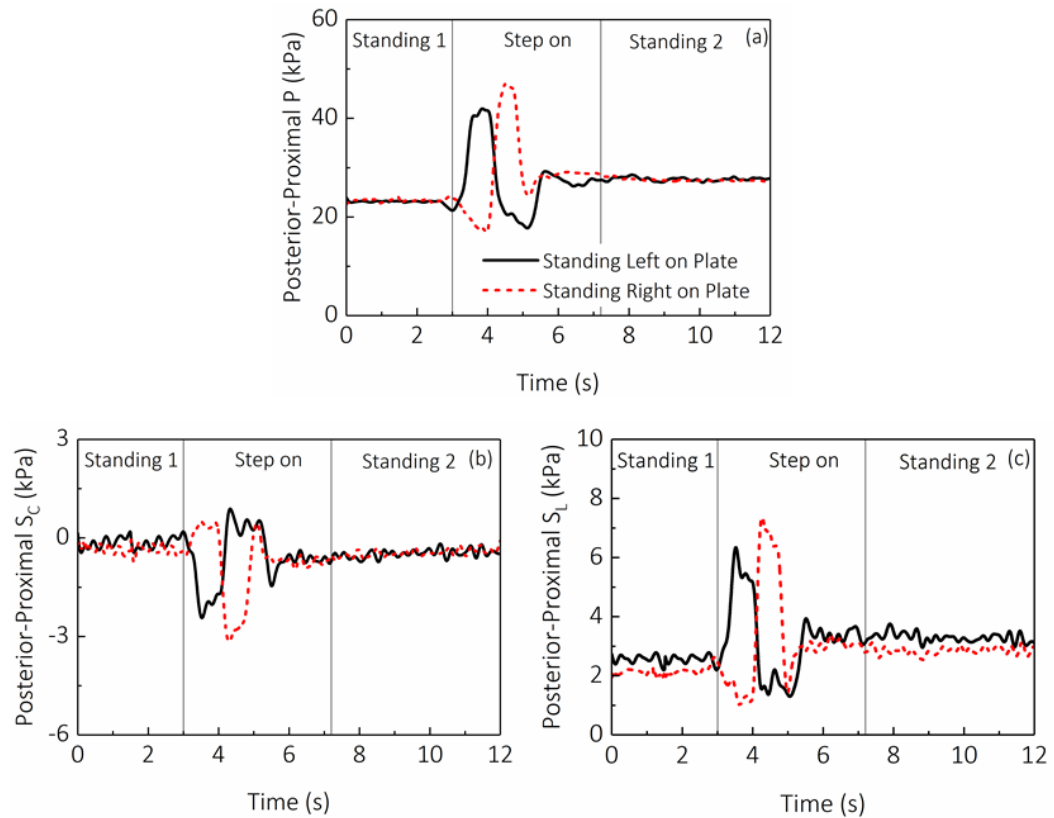 60
40
20
0
Posterior-Proximal P (kPa)
Standing 1 Step on Standing 2 (a)
Standing Left on Plate
Standing Right on Plate
0 2 4 6 8 10 12
Time (s)
3
0
-3
-6
Posterior-Proximal S_C (kPa)
Standing 1 Step on Standing 2 (b)
0 2 4 6 8 10 12
Time (s)
10
8
6
4
2
0
Posterior-Proximal S_L (kPa)
Standing 1 Step on Standing 2 (c)
0 2 4 6 8 10 12
Time (s)